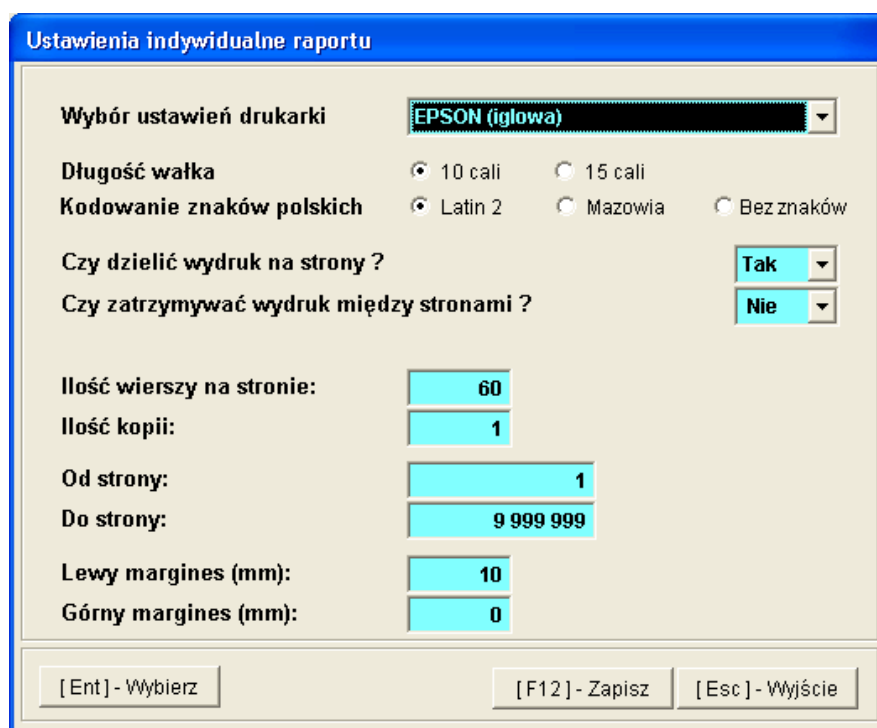 Ustawienia indywidualne raportu
Wybór ustawień drukarki EPSON (iglowa)
Długość wałka 10 cali 15 cali
Kodowanie znaków polskich Latin 2 Mazowia Bez znaków
Czy dzielić wydruk na strony ? Tak
Czy zatrzymywać wydruk między stronami ? Nie
Ilość wierszy na stronie: 60
Ilość kopii: 1
Od strony: 1
Do strony: 9 999 999
Lewy margines (mm): 10
Górny margines (mm): 0
[ Ent ] - Wybierz [ F12 ] - Zapisz [ Esc ] - Wyjście